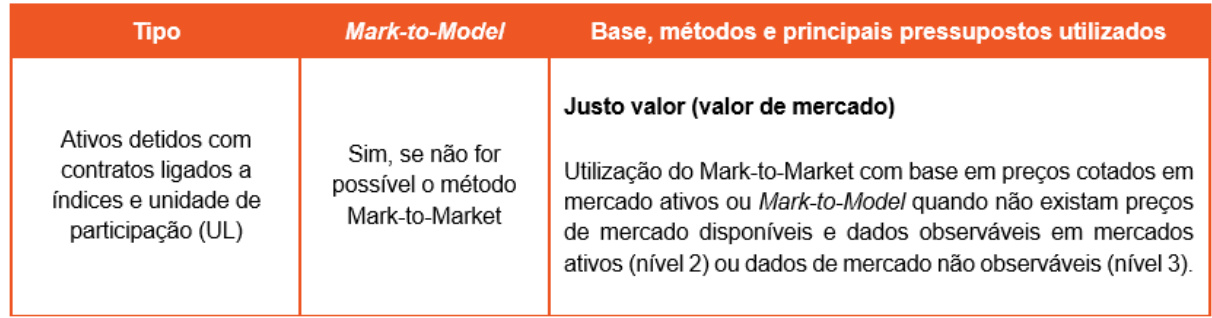 Tipo
Mark-to-Model
Base, métodos e principais pressupostos utilizados
Ativos detidos com
contratos ligados a
índices e unidade de
participação (UL)
Sim, se não for
possível o método
Mark-to-Market
Justo valor (valor de mercado)
Utilização do Mark-to-Market com base em preços cotados em
mercado ativos ou Mark-to-Model quando não existam preços
de mercado disponíveis e dados observáveis em mercados
ativos (nível 2) ou dados de mercado não observáveis (nível 3).